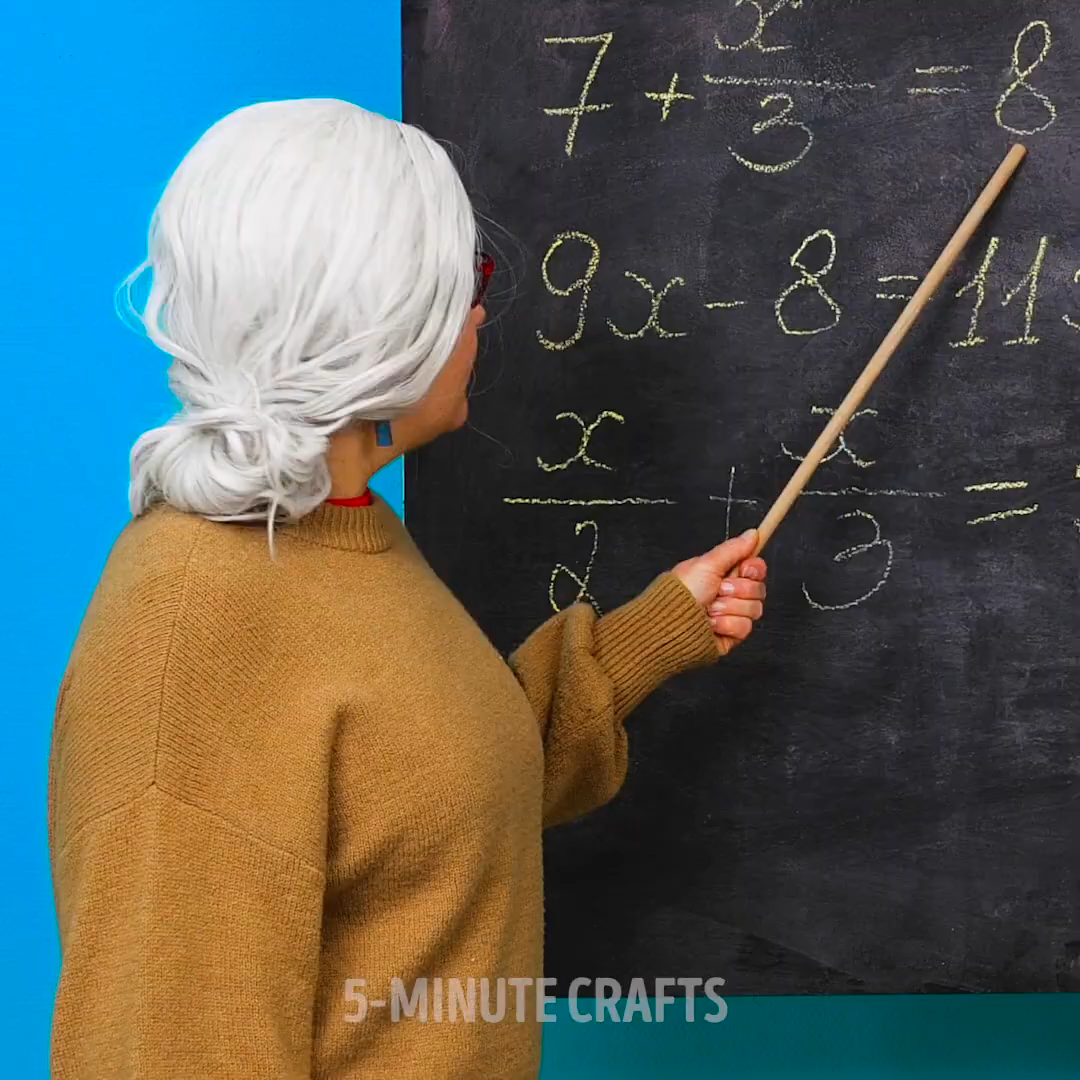 7 + x/3 = 8
9x - 8 = 11
x/2 + x/3 =
5-MINUTE CRAFTS